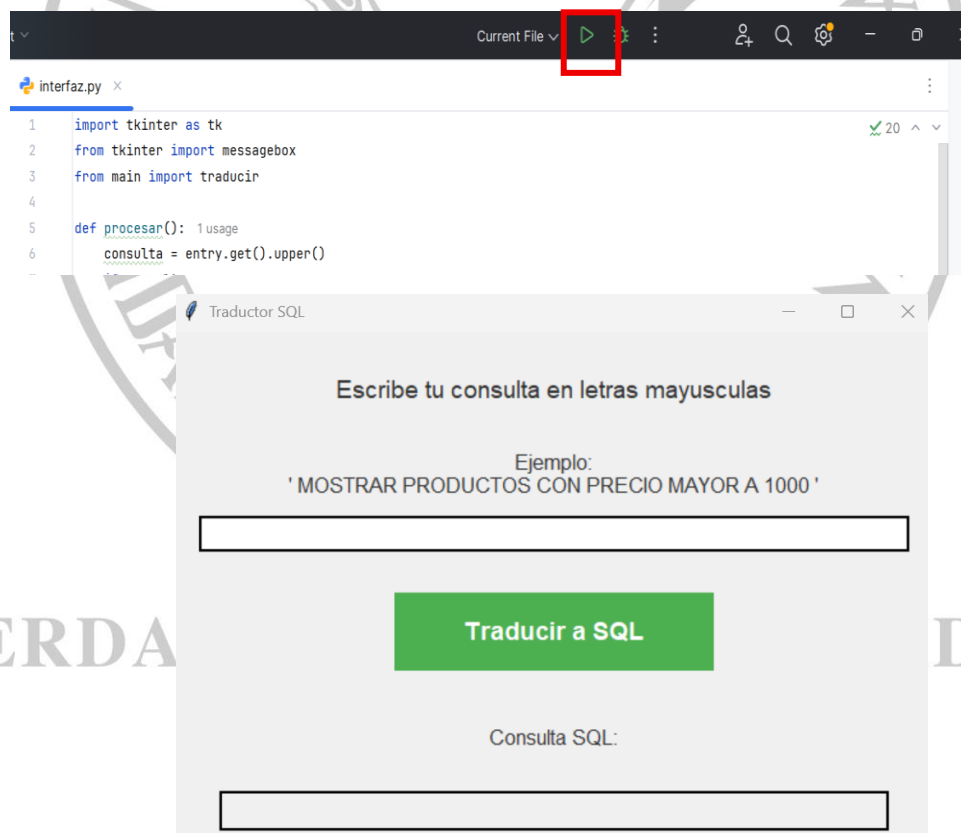 Current File
interfaz.py
20
1 import tkinter as tk
2 from tkinter import messagebox
3 from main import traducir
4
5 def procesar(): 1 usage
6 consulta = entry.get().upper()
Traductor SQL
Escribe tu consulta en letras mayusculas
Ejemplo:
' MOSTRAR PRODUCTOS CON PRECIO MAYOR A 1000 '
Traducir a SQL
Consulta SQL: